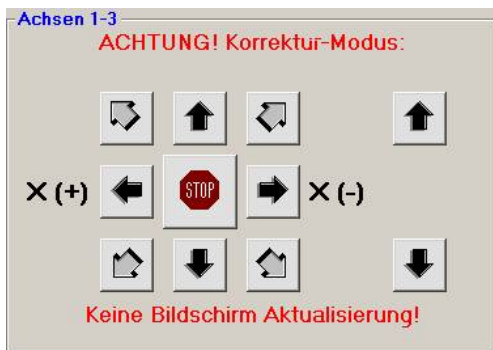 Achsen 1-3
ACHTUNG! Korrektur-Modus:
X (+)
STOP
X (-)
Keine Bildschirm Aktualisierung!